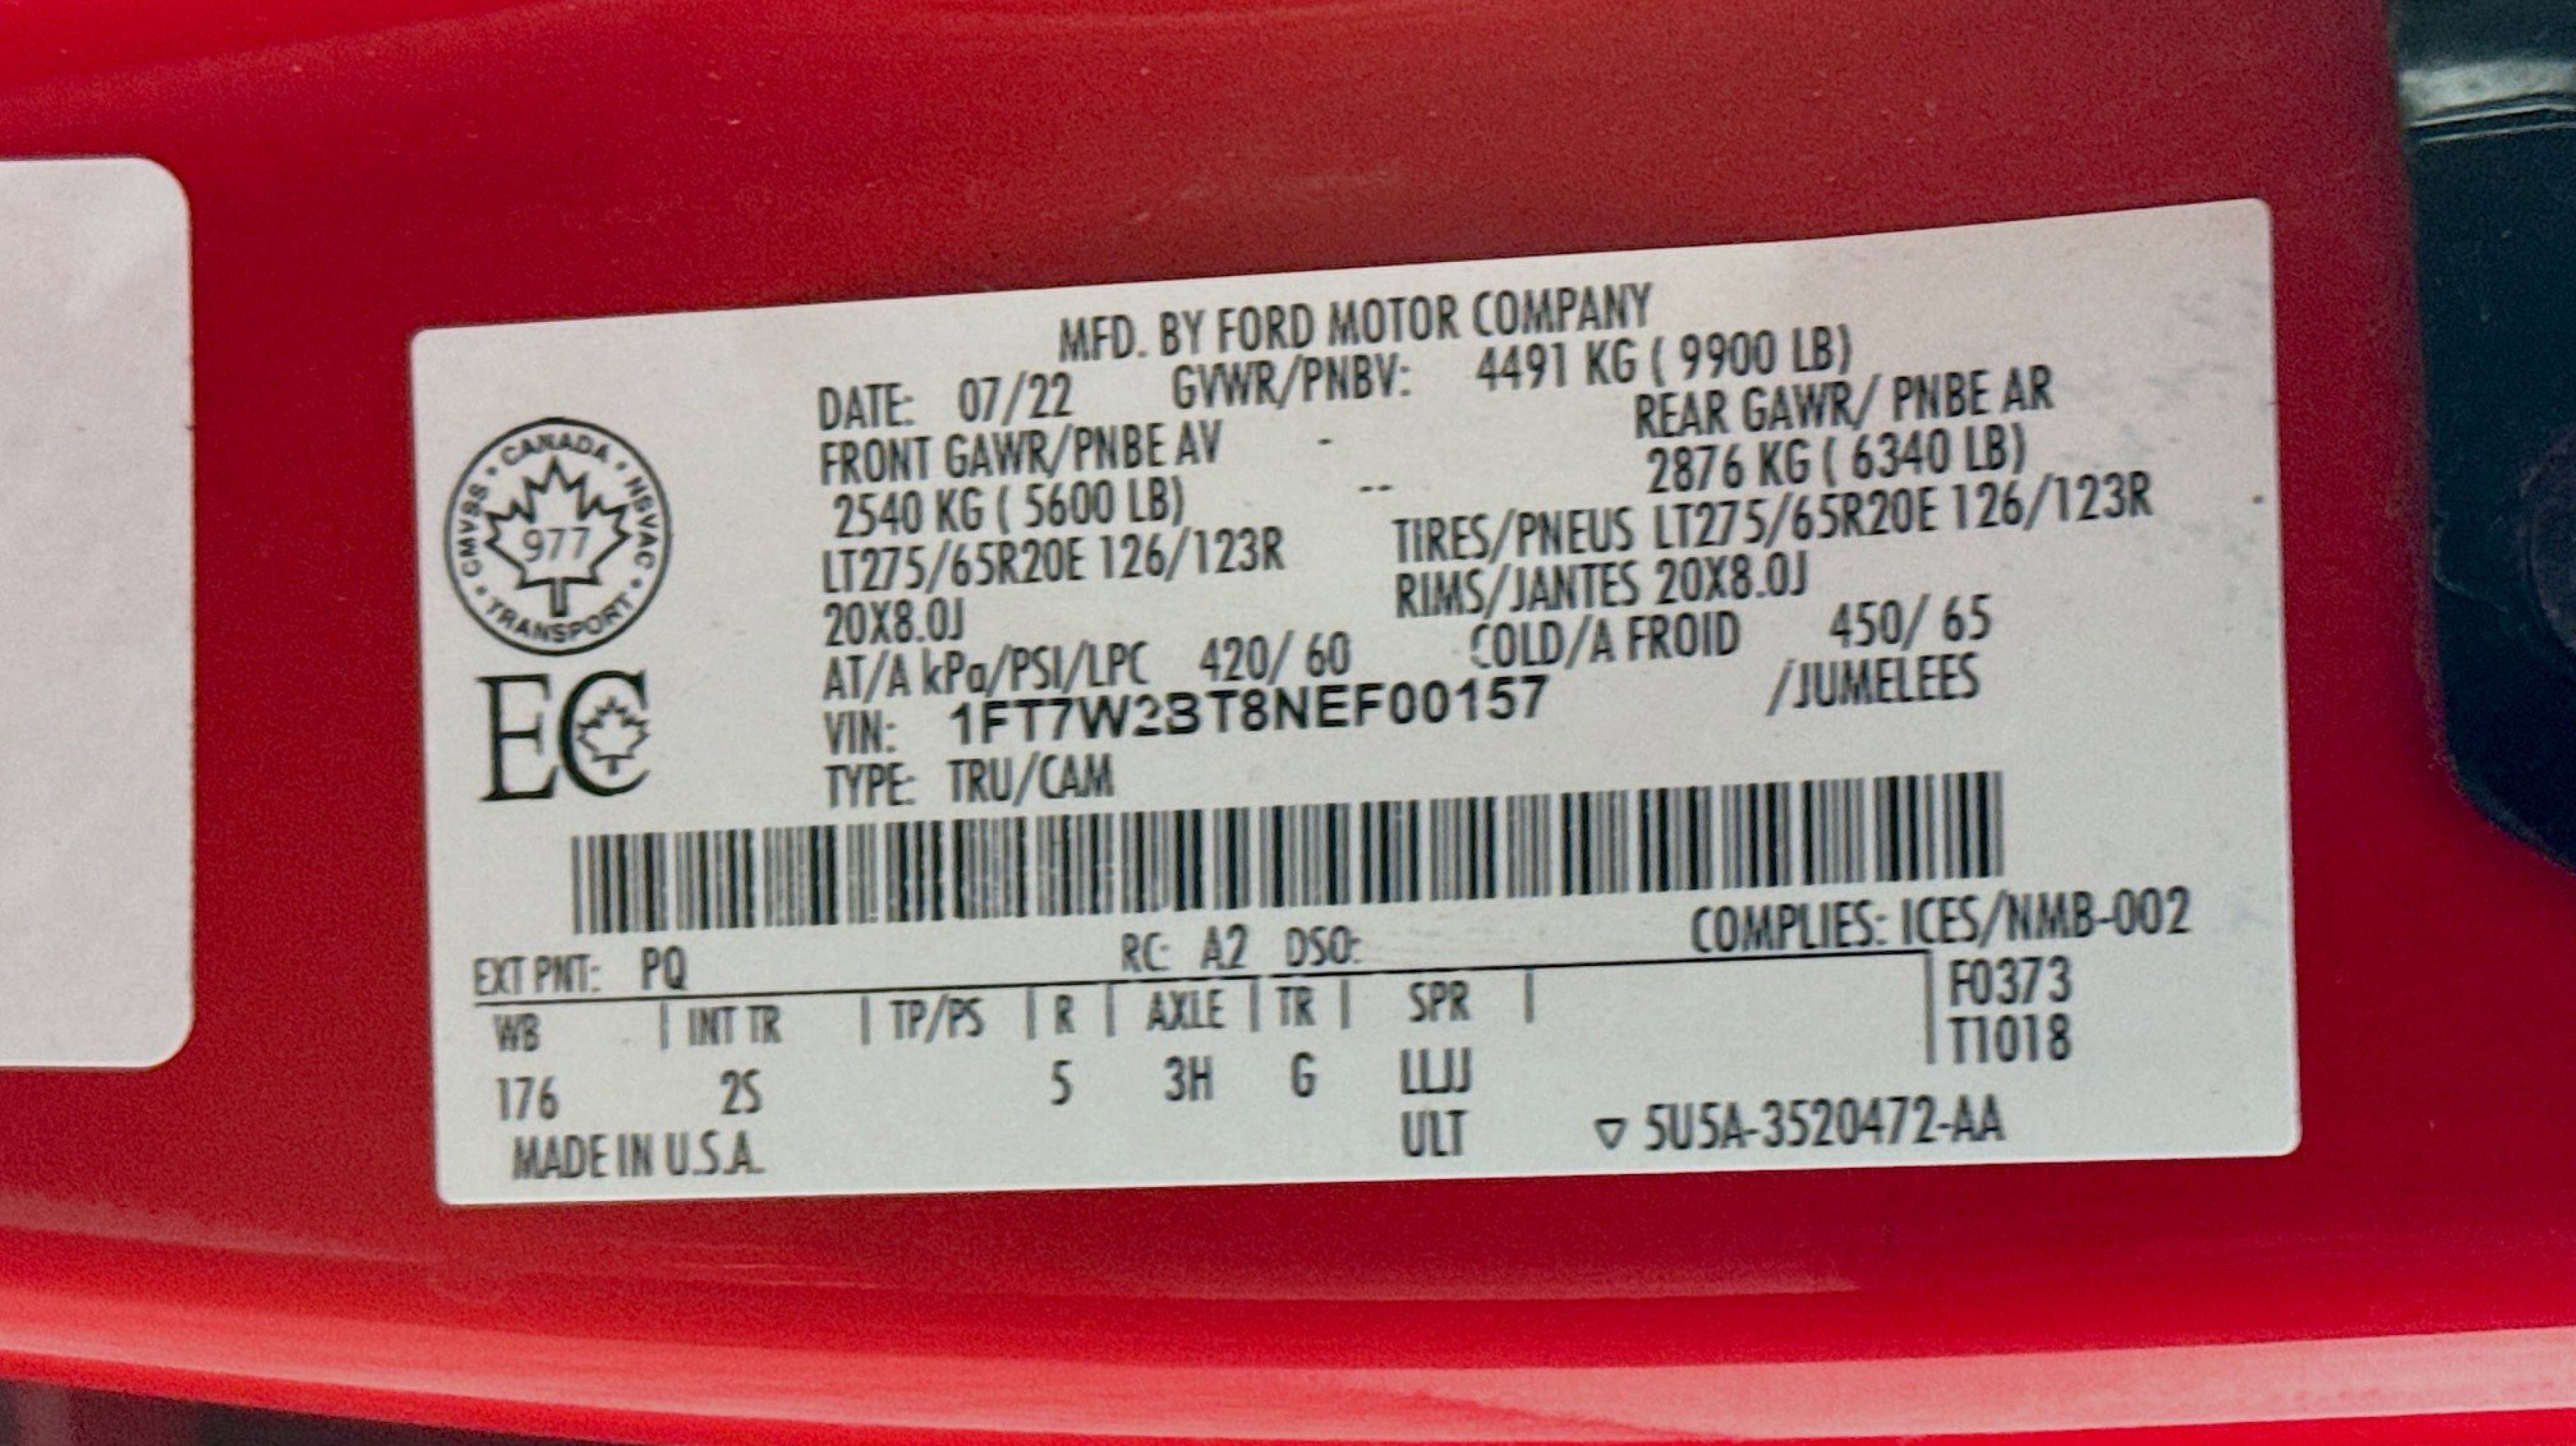 MFD. BY FORD MOTOR COMPANY
DATE: 07/22 GVWR/PNBV: 4491 KG ( 9900 LB)
FRONT GAWR/PNBE AV - REAR GAWR/ PNBE AR
2540 KG ( 5600 LB) -- 2876 KG ( 6340 LB)
LT275/65R20E 126/123R TIRES/PNEUS LT275/65R20E 126/123R
20X8.0J RIMS/JANTES 20X8.0J
AT/A kPa/PSI/LPC 420/ 60 COLD/A FROID 450/ 65
VIN: 1FT7W2BT8NEF00157 /JUMELEES
TYPE: TRU/CAM
CANADA • NSVAC • TRANSPORT • CMVSS •
977
EC
COMPLIES: ICES/NMB-002
EXT PNT: PQ RC: A2 DSO:
WB | INT TR | TP/PS | R | AXLE | TR | SPR | | F0373
T1018
176 2S 5 3H G LLJJ
MADE IN U.S.A. ULT ▽ 5U5A-3520472-AA